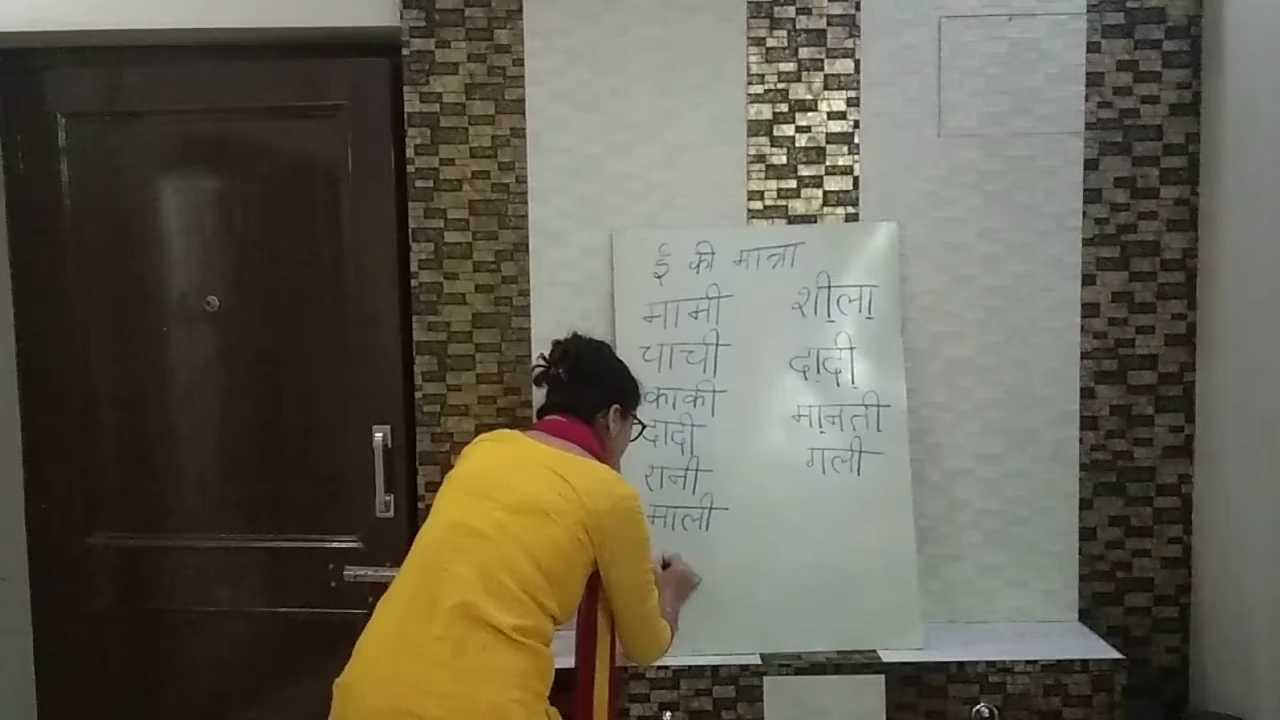 ई की मात्रा
मामी
चाची
काकी
दादी
रानी
माली
शीला
दादी
मानती
गली